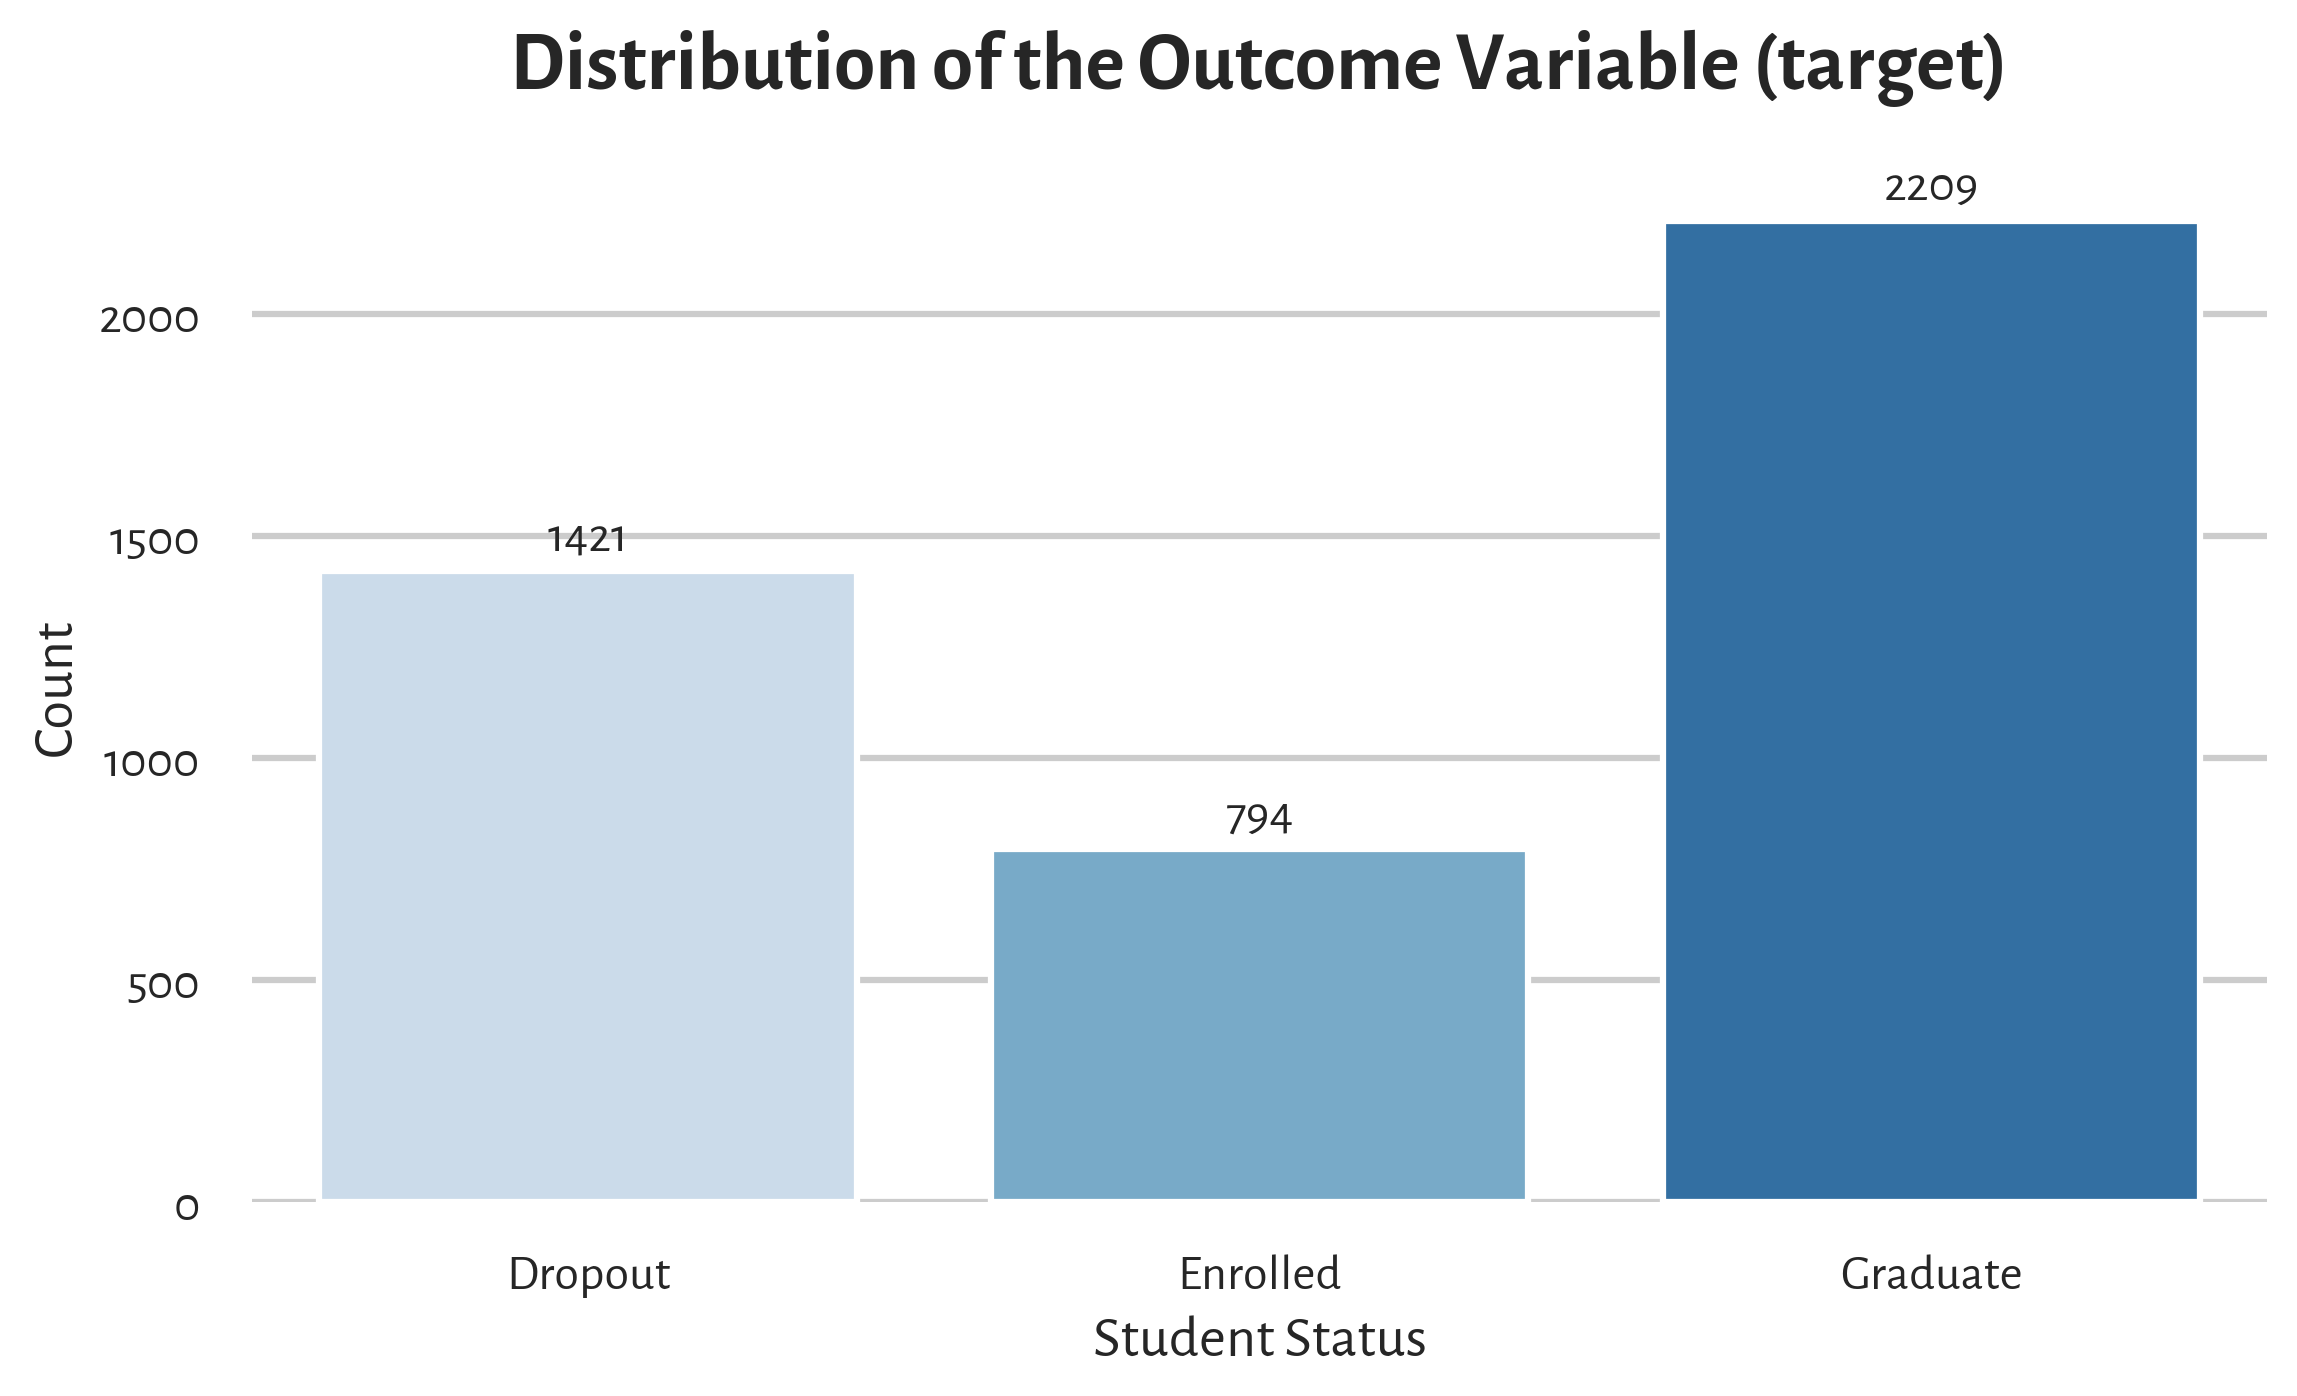 Distribution of the Outcome Variable (target)
2209
2000
1500
1421
Count
1000
794
500
0
Dropout
Enrolled
Graduate
Student Status